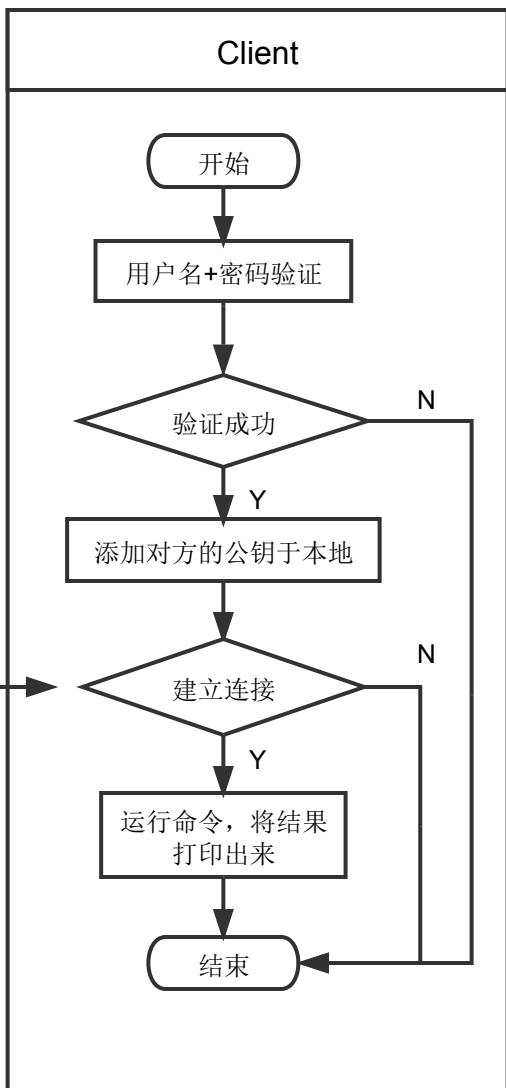 Client
开始
用户名+密码验证
验证成功
N
Y
添加对方的公钥于本地
N
建立连接
Y
运行命令，将结果
打印出来
结束